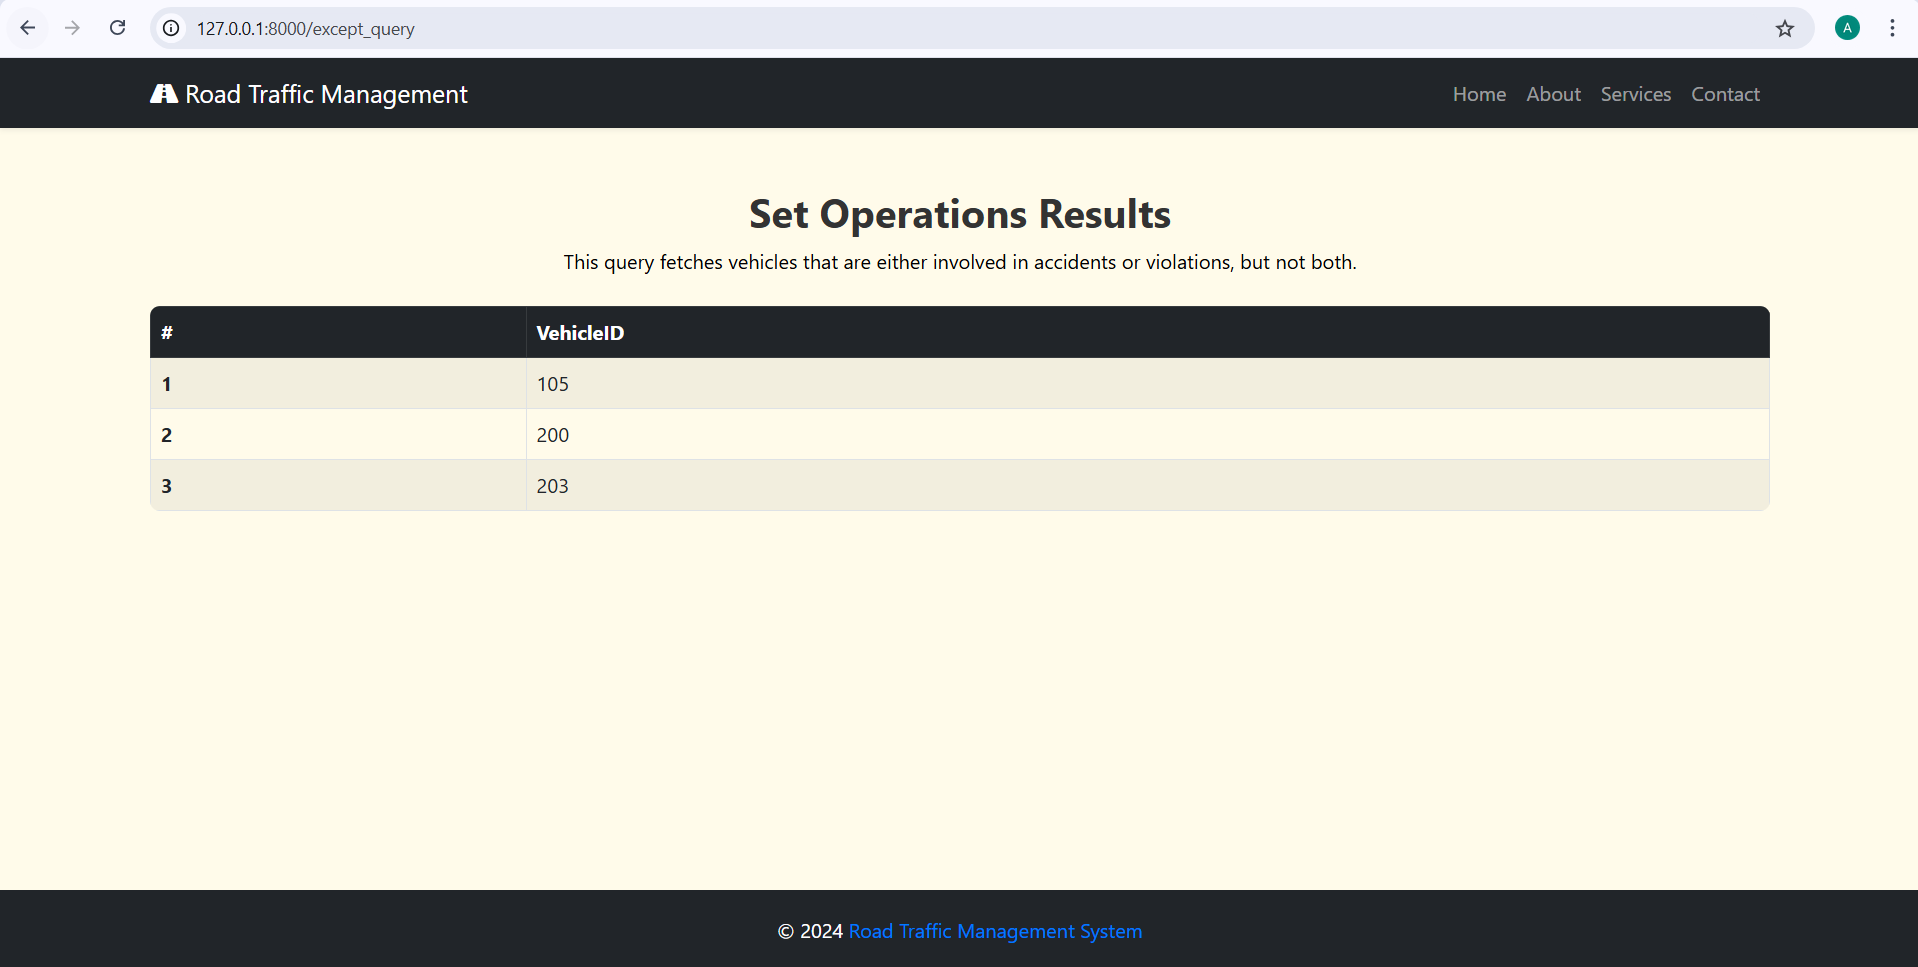 127.0.0.1:8000/except_query
A
Road Traffic Management
Home About Services Contact
Set Operations Results
This query fetches vehicles that are either involved in accidents or violations, but not both.
# VehicleID
1 105
2 200
3 203
© 2024 Road Traffic Management System